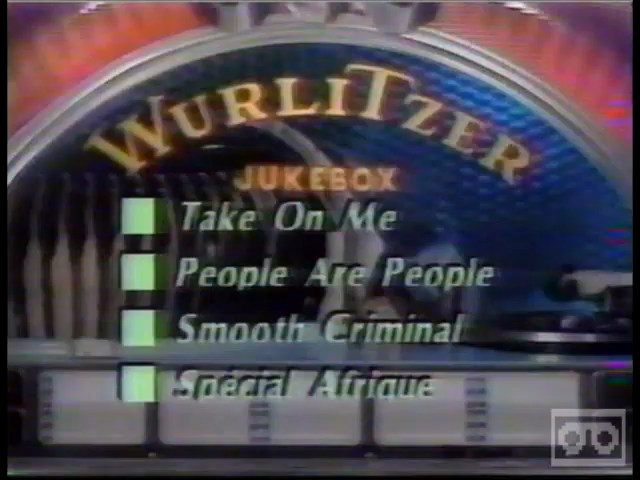 WURLITZER
JUKEBOX
Take On Me
People Are People
Smooth Criminal
Spécial Afrique